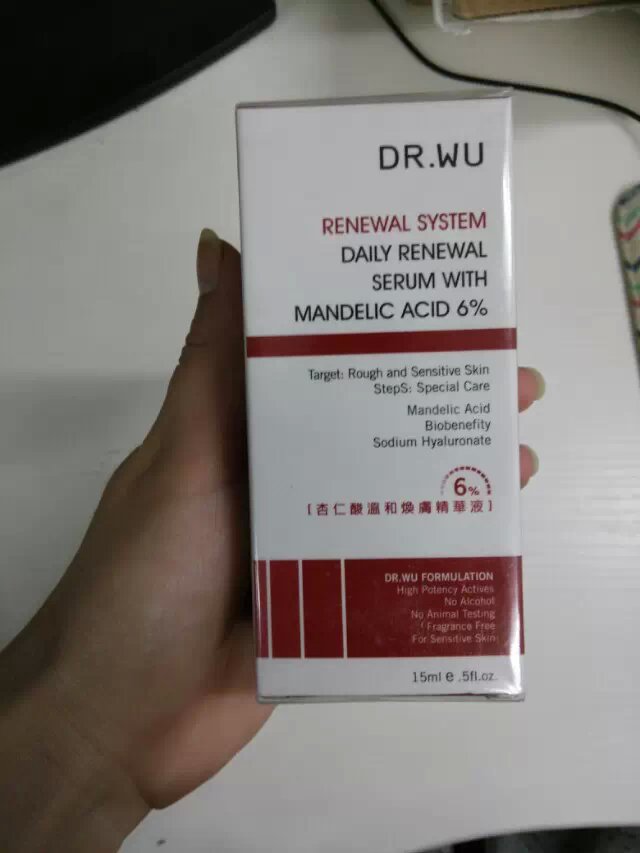 DR.WU
RENEWAL SYSTEM
DAILY RENEWAL
SERUM WITH
MANDELIC ACID 6%
Target: Rough and Sensitive Skin
StepS: Special Care
Mandelic Acid
Biobenefity
Sodium Hyaluronate
6%
[杏仁酸溫和煥膚精華液]
DR.WU FORMULATION
High Potency Actives
No Alcohol
No Animal Testing
Fragrance Free
For Sensitive Skin
15ml e .5fl.oz.